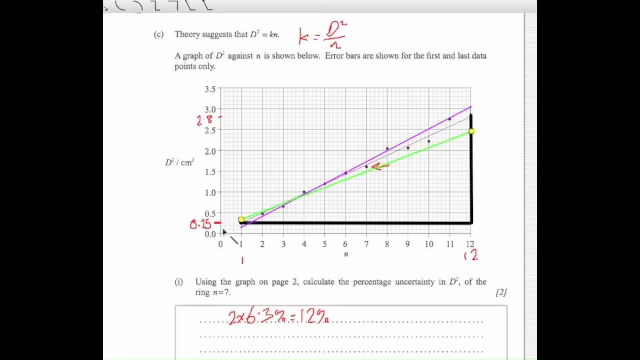 (c) Theory suggests that D² = kn. k = D²/n
A graph of D² against n is shown below. Error bars are shown for the first and last data
points only.
3.5
3.0
2.8
2.5
2.0
D² / cm²
1.5
1.0
0.5
0.25
0.0
0 1 2 3 4 5 6 7 8 9 10 11 12
1 n 12
(i) Using the graph on page 2, calculate the percentage uncertainty in D², of the
ring n=7. [2]
2×6.3% = 12%